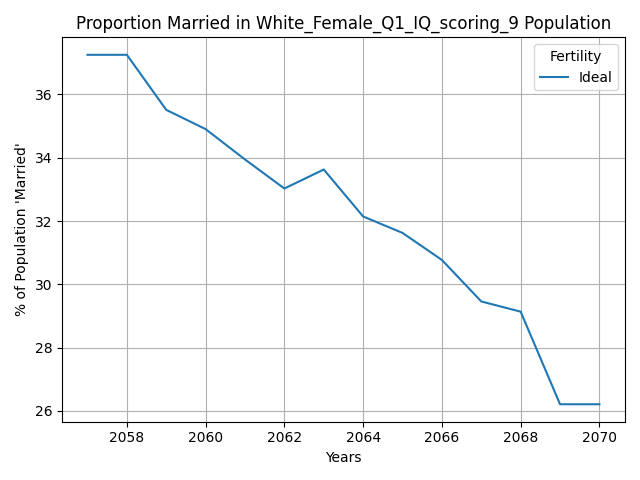 Proportion Married in White_Female_Q1_IQ_scoring_9 Population
Fertility
Ideal
% of Population 'Married'
36
34
32
30
28
26
2058 2060 2062 2064 2066 2068 2070
Years